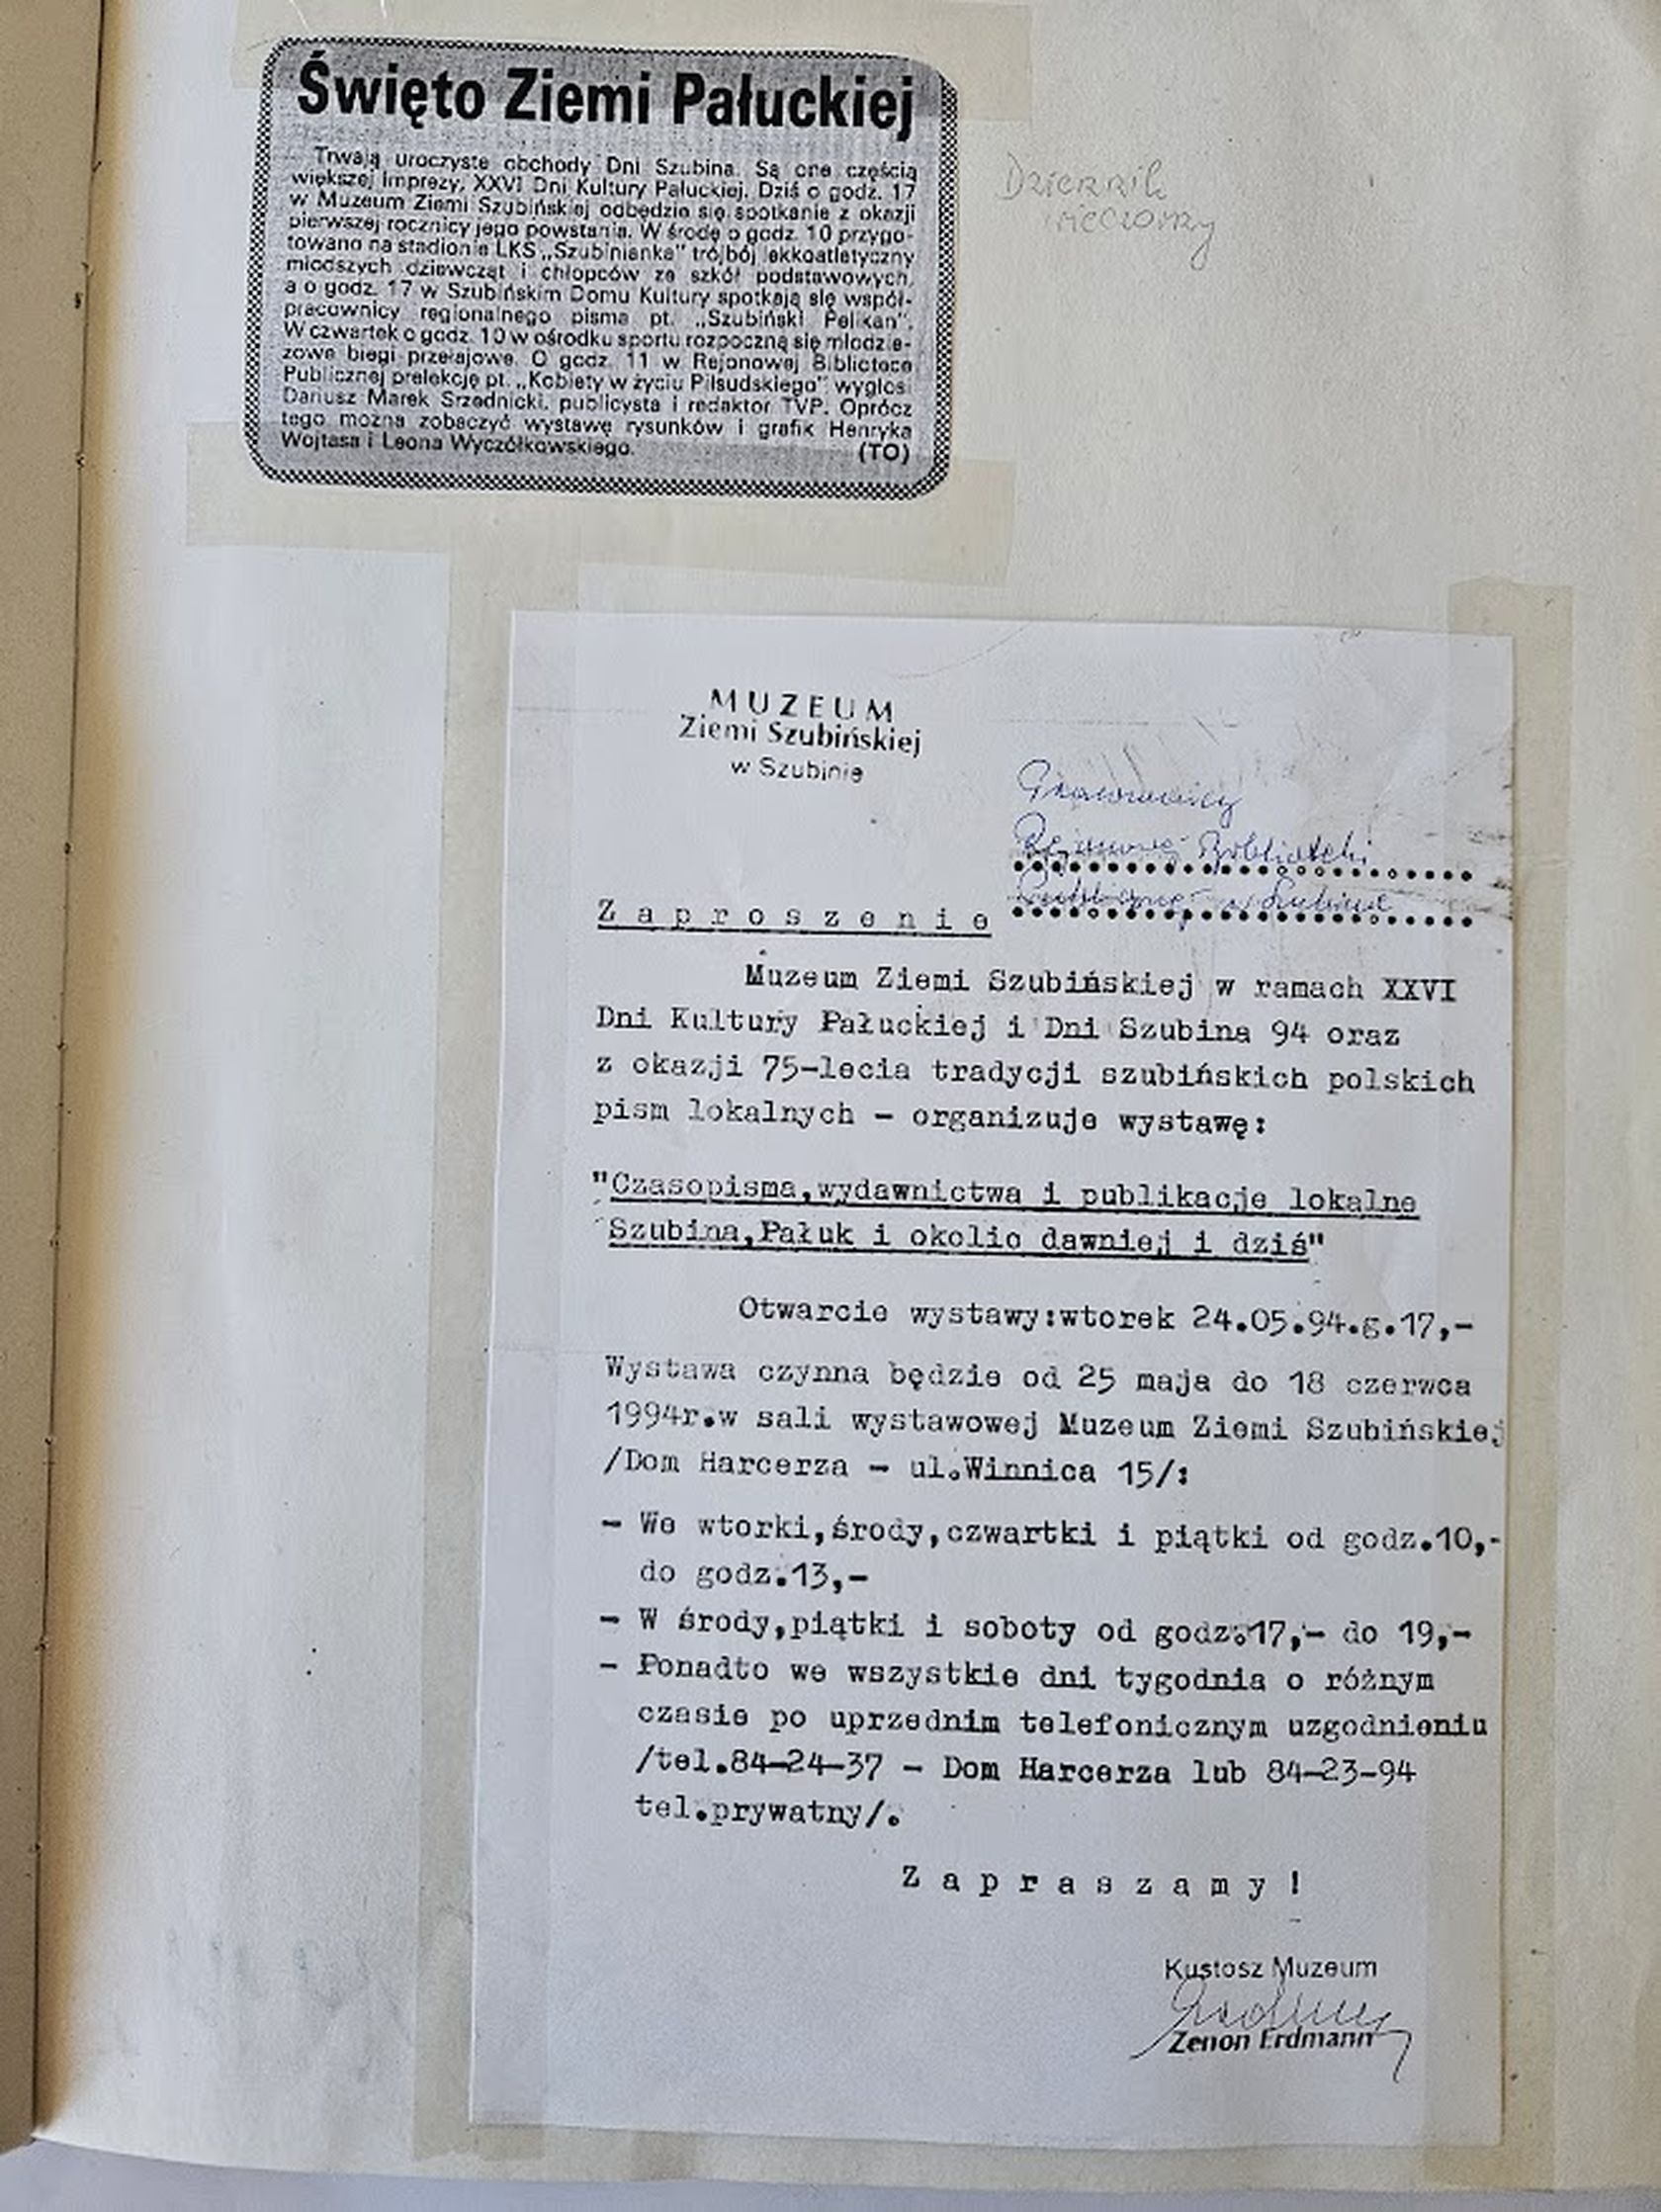 Święto Ziemi Pałuckiej
Trwają uroczyste obchody Dni Szubina. Są one częścią
większej imprezy, XXVI Dni Kultury Pałuckiej. Dziś o godz. 17
w Muzeum Ziemi Szubińskiej odbędzie się spotkanie z okazji
pierwszej rocznicy jego powstania. W środę o godz. 10 przygo-
towano na stadionie LKS „Szubinianka” trójbój lekkoatletyczny
młodszych dziewcząt i chłopców ze szkół podstawowych,
a o godz. 17 w Szubińskim Domu Kultury spotkają się współ-
pracownicy regionalnego pisma pt. „Szubiński Pelikan”.
W czwartek o godz. 10 w ośrodku sportu rozpoczną się młodzie-
żowe biegi przełajowe. O godz. 11 w Rejonowej Bibliotece
Publicznej prelekcję pt. „Kobiety w życiu Piłsudskiego” wygłosi
Dariusz Marek Srzednicki, publicysta i redaktor TVP. Oprócz
tego można zobaczyć wystawę rysunków i grafik Henryka
Wojtasa i Leona Wyczółkowskiego. (TO)
Dziennik
wieczorny
MUZEUM
Ziemi Szubińskiej
w Szubinie
Pracownicy
Rejonowej Biblioteki
Publicznej w Szubinie
Zaproszenie
Muzeum Ziemi Szubińskiej w ramach XXVI
Dni Kultury Pałuckiej i Dni Szubina 94 oraz
z okazji 75-lecia tradycji szubińskich polskich
pism lokalnych - organizuje wystawę:
"Czasopisma,wydawnictwa i publikacje lokalne
Szubina,Pałuk i okolic dawniej i dziś"
Otwarcie wystawy:wtorek 24.05.94.g.17,-
Wystawa czynna będzie od 25 maja do 18 czerwca
1994r.w sali wystawowej Muzeum Ziemi Szubińskiej
/Dom Harcerza - ul.Winnica 15/:
- We wtorki,środy,czwartki i piątki od godz.10,-
do godz.13,-
- W środy,piątki i soboty od godz.17,- do 19,-
- Ponadto we wszystkie dni tygodnia o różnym
czasie po uprzednim telefonicznym uzgodnieniu
/tel.84-24-37 - Dom Harcerza lub 84-23-94
tel.prywatny/.
Zapraszamy!
Kustosz Muzeum
Zenon Erdmann